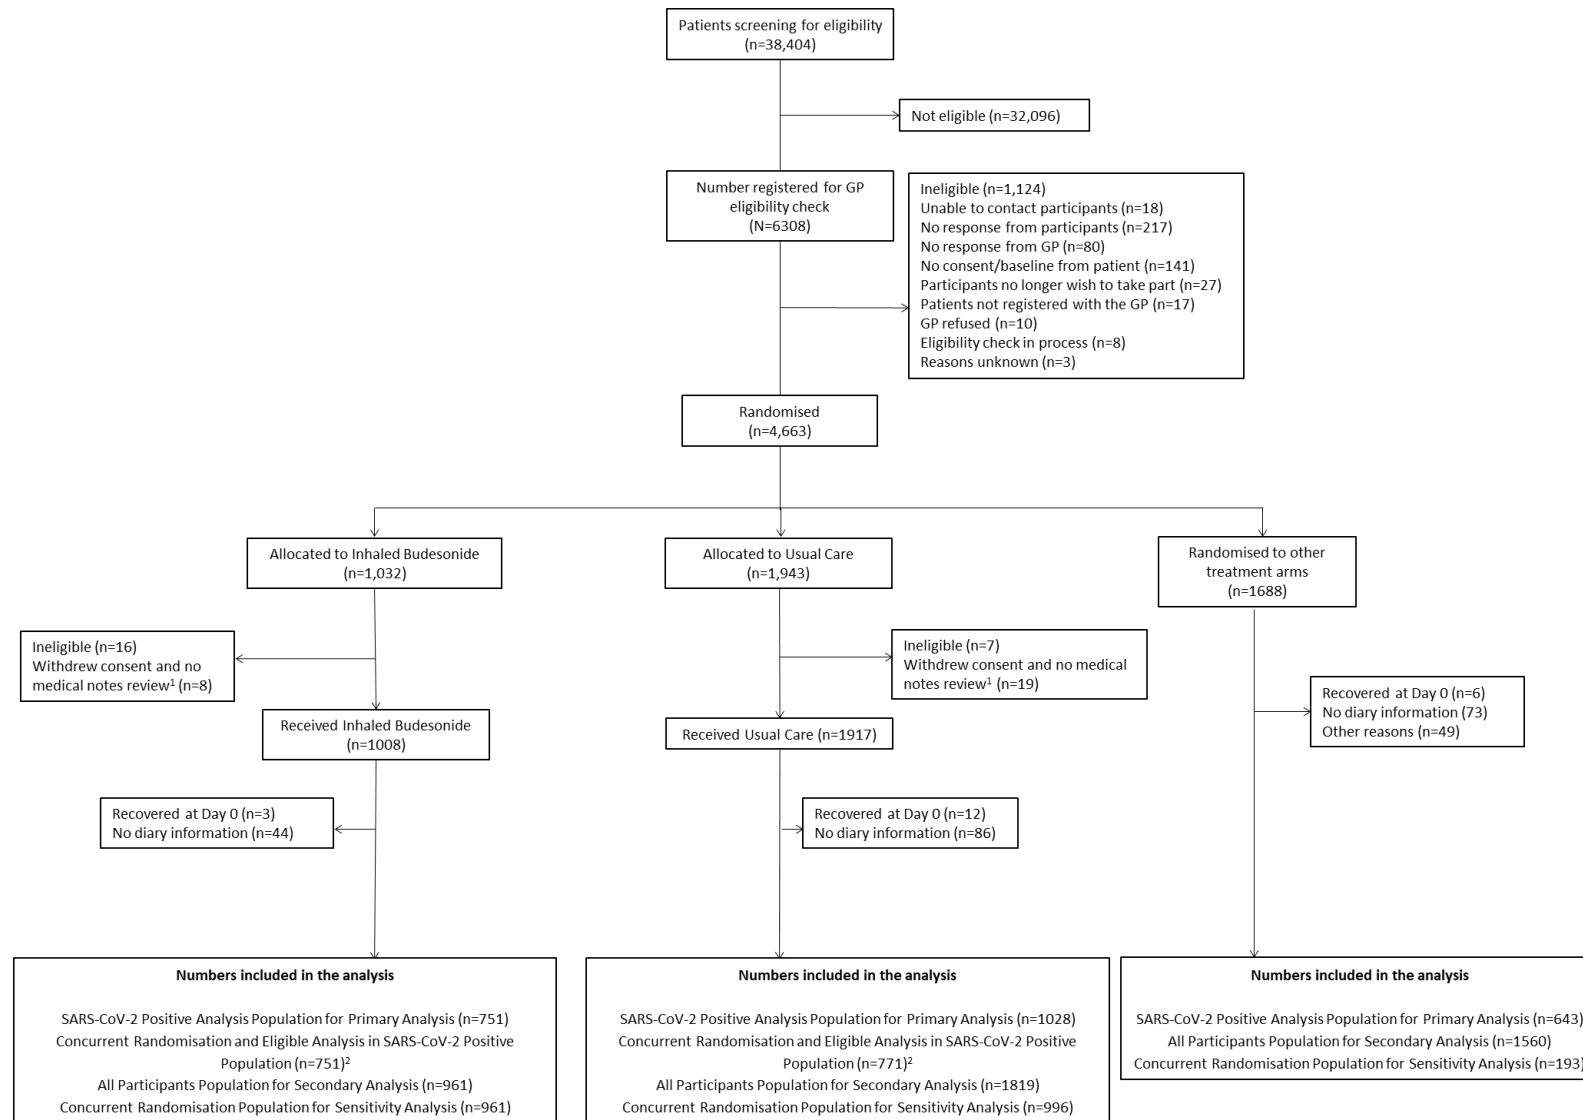 Patients screening for eligibility
(n=38,404)
Not eligible (n=32,096)
Number registered for GP
eligibility check
(N=6308)
Ineligible (n=1,124)
Unable to contact participants (n=18)
No response from participants (n=217)
No response from GP (n=80)
No consent/baseline from patient (n=141)
Participants no longer wish to take part (n=27)
Patients not registered with the GP (n=17)
GP refused (n=10)
Eligibility check in process (n=8)
Reasons unknown (n=3)
Randomised
(n=4,663)
Allocated to Inhaled Budesonide
(n=1,032)
Allocated to Usual Care
(n=1,943)
Randomised to other
treatment arms
(n=1688)
Ineligible (n=16)
Withdrew consent and no
medical notes review¹ (n=8)
Ineligible (n=7)
Withdrew consent and no medical
notes review¹ (n=19)
Recovered at Day 0 (n=6)
No diary information (73)
Other reasons (n=49)
Received Inhaled Budesonide
(n=1008)
Received Usual Care (n=1917)
Recovered at Day 0 (n=3)
No diary information (n=44)
Recovered at Day 0 (n=12)
No diary information (n=86)
Numbers included in the analysis
SARS-CoV-2 Positive Analysis Population for Primary Analysis (n=751)
Concurrent Randomisation and Eligible Analysis in SARS-CoV-2 Positive
Population (n=751)²
All Participants Population for Secondary Analysis (n=961)
Concurrent Randomisation Population for Sensitivity Analysis (n=961)
Numbers included in the analysis
SARS-CoV-2 Positive Analysis Population for Primary Analysis (n=1028)
Concurrent Randomisation and Eligible Analysis in SARS-CoV-2 Positive
Population (n=771)²
All Participants Population for Secondary Analysis (n=1819)
Concurrent Randomisation Population for Sensitivity Analysis (n=996)
Numbers included in the analysis
SARS-CoV-2 Positive Analysis Population for Primary Analysis (n=643)
All Participants Population for Secondary Analysis (n=1560)
Concurrent Randomisation Population for Sensitivity Analysis (n=193)